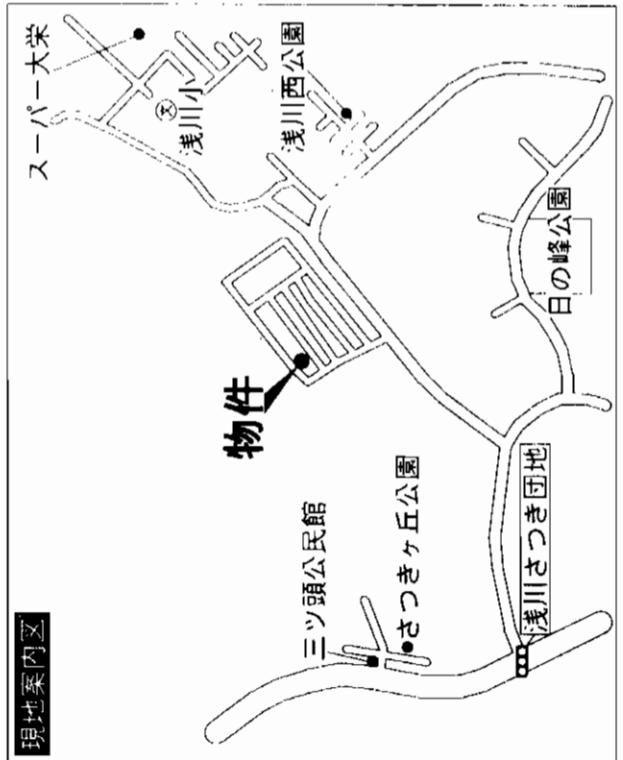 現地案内図
スーパー大栄
文
浅川小
浅川西公園
物件
日の峰公園
三ツ頭公民館
さつきヶ丘公園
浅川さつき団地